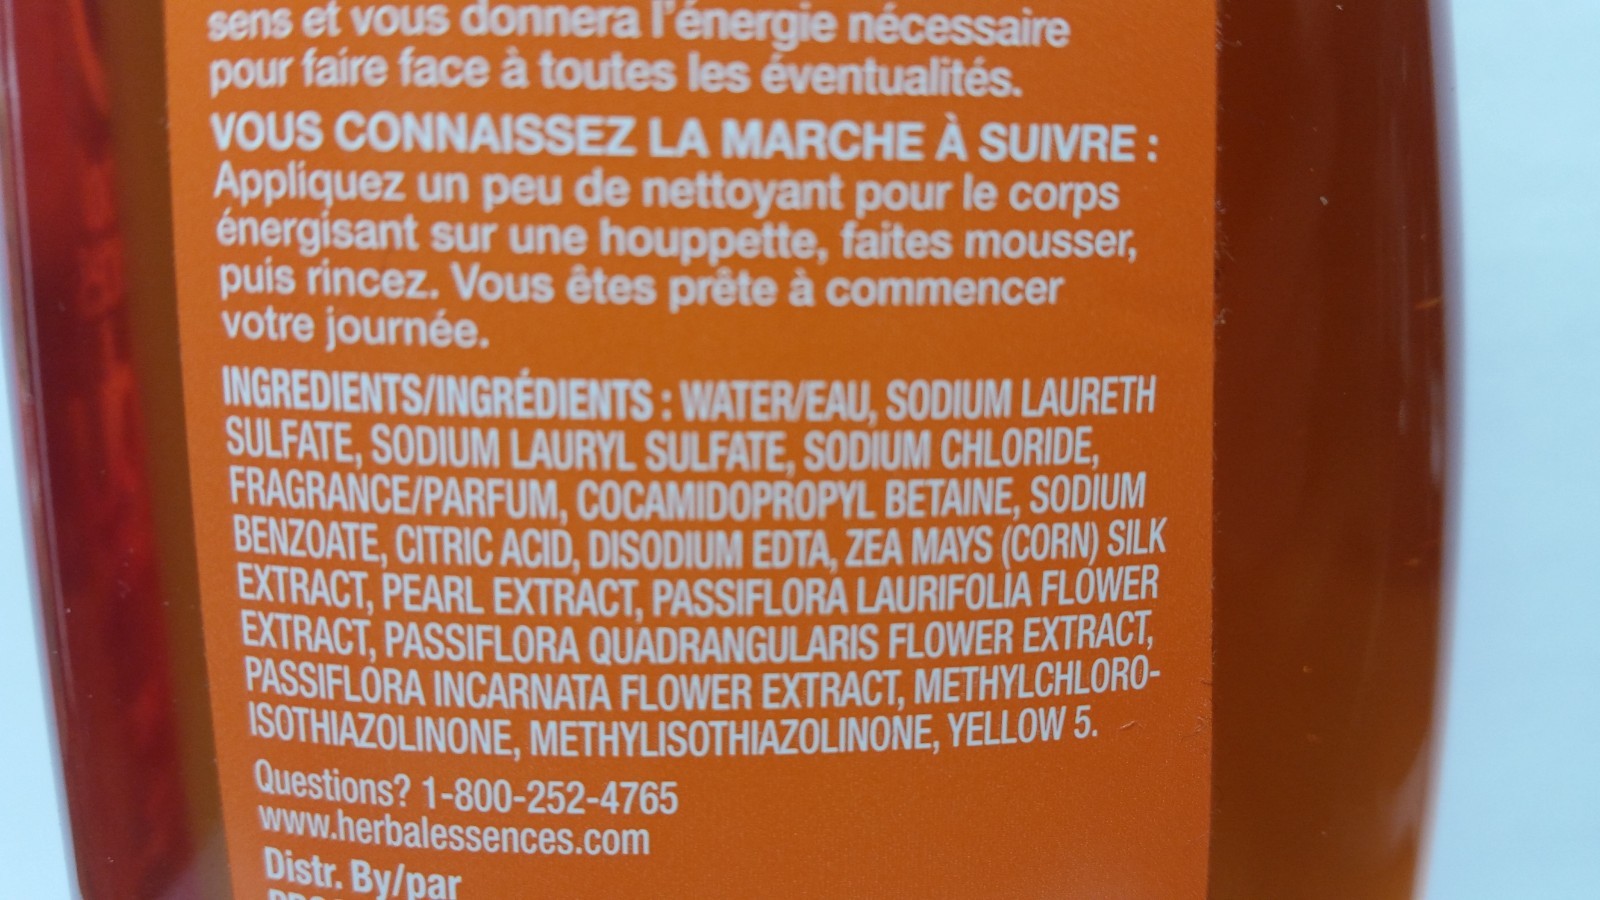 sens et vous donnera l'énergie nécessaire
pour faire face à toutes les éventualités.
VOUS CONNAISSEZ LA MARCHE À SUIVRE :
Appliquez un peu de nettoyant pour le corps
énergisant sur une houppette, faites mousser,
puis rincez. Vous êtes prête à commencer
votre journée.
INGREDIENTS/INGRÉDIENTS : WATER/EAU, SODIUM LAURETH
SULFATE, SODIUM LAURYL SULFATE, SODIUM CHLORIDE,
FRAGRANCE/PARFUM, COCAMIDOPROPYL BETAINE, SODIUM
BENZOATE, CITRIC ACID, DISODIUM EDTA, ZEA MAYS (CORN) SILK
EXTRACT, PEARL EXTRACT, PASSIFLORA LAURIFOLIA FLOWER
EXTRACT, PASSIFLORA QUADRANGULARIS FLOWER EXTRACT,
PASSIFLORA INCARNATA FLOWER EXTRACT, METHYLCHLORO-
ISOTHIAZOLINONE, METHYLISOTHIAZOLINONE, YELLOW 5.
Questions? 1-800-252-4765
www.herbalessences.com
Distr. By/par